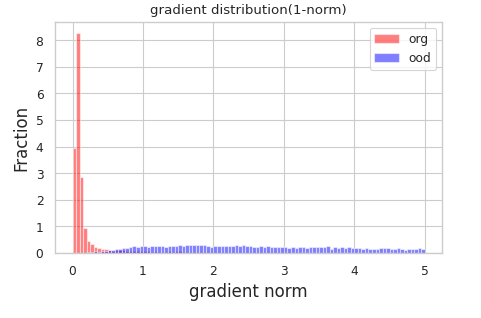 gradient distribution(1-norm)
org
ood
Fraction
8
7
6
5
4
3
2
1
0
0 1 2 3 4 5
gradient norm